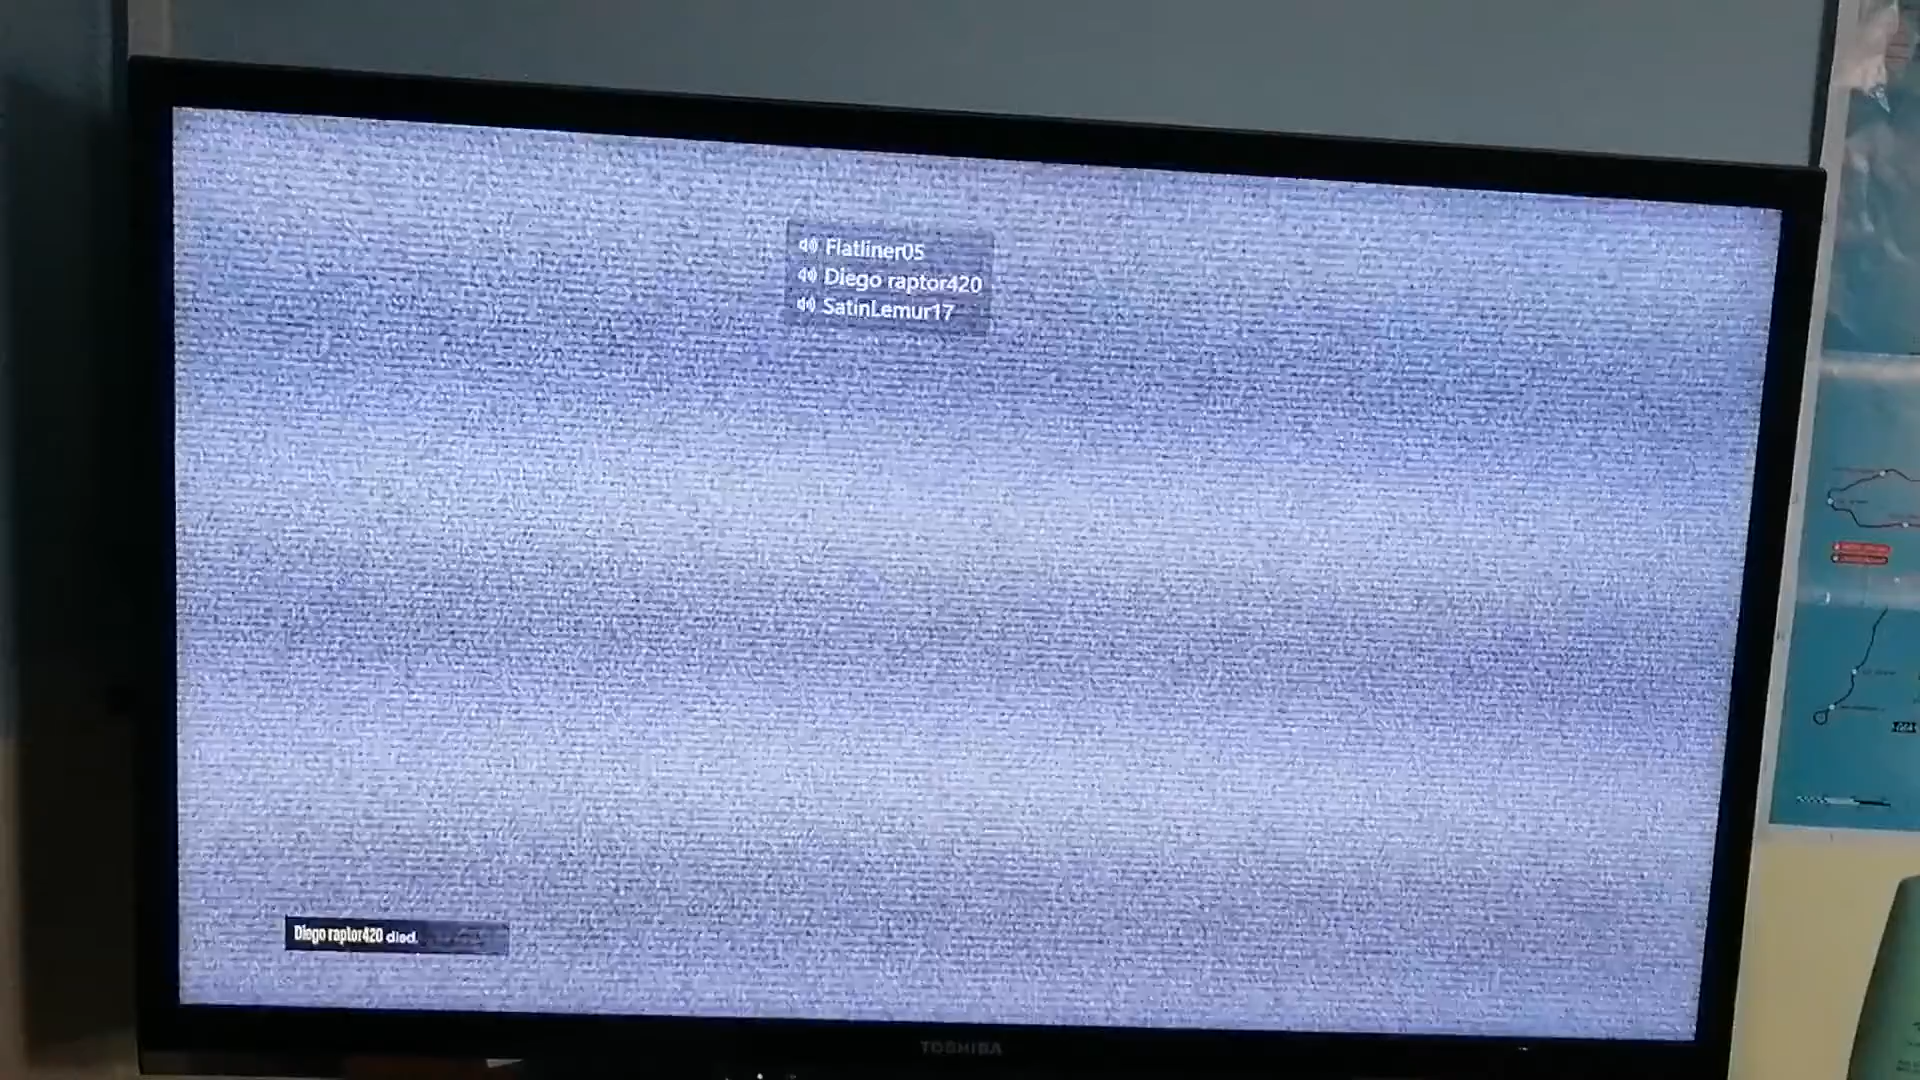 Flatliner05
Diego raptor420
SatinLemur17
Diego raptor420 died.
TOSHIBA